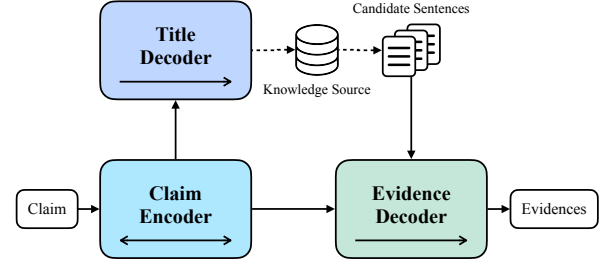 Title
Decoder
Candidate Sentences
Knowledge Source
Claim
Claim
Encoder
Evidence
Decoder
Evidences